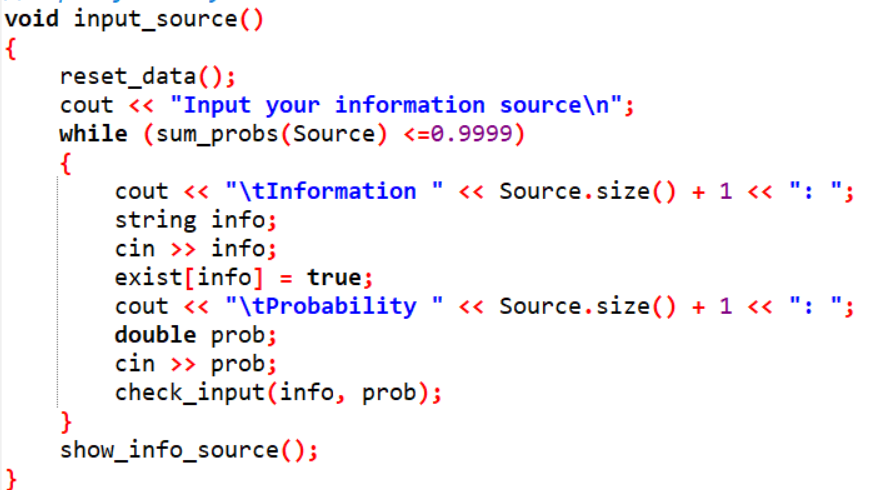 void input_source()
{
    reset_data();
    cout << "Input your information source\n";
    while (sum_probs(Source) <=0.9999)
    {
        cout << "\tInformation " << Source.size() + 1 << ": ";
        string info;
        cin >> info;
        exist[info] = true;
        cout << "\tProbability " << Source.size() + 1 << ": ";
        double prob;
        cin >> prob;
        check_input(info, prob);
    }
    show_info_source();
}